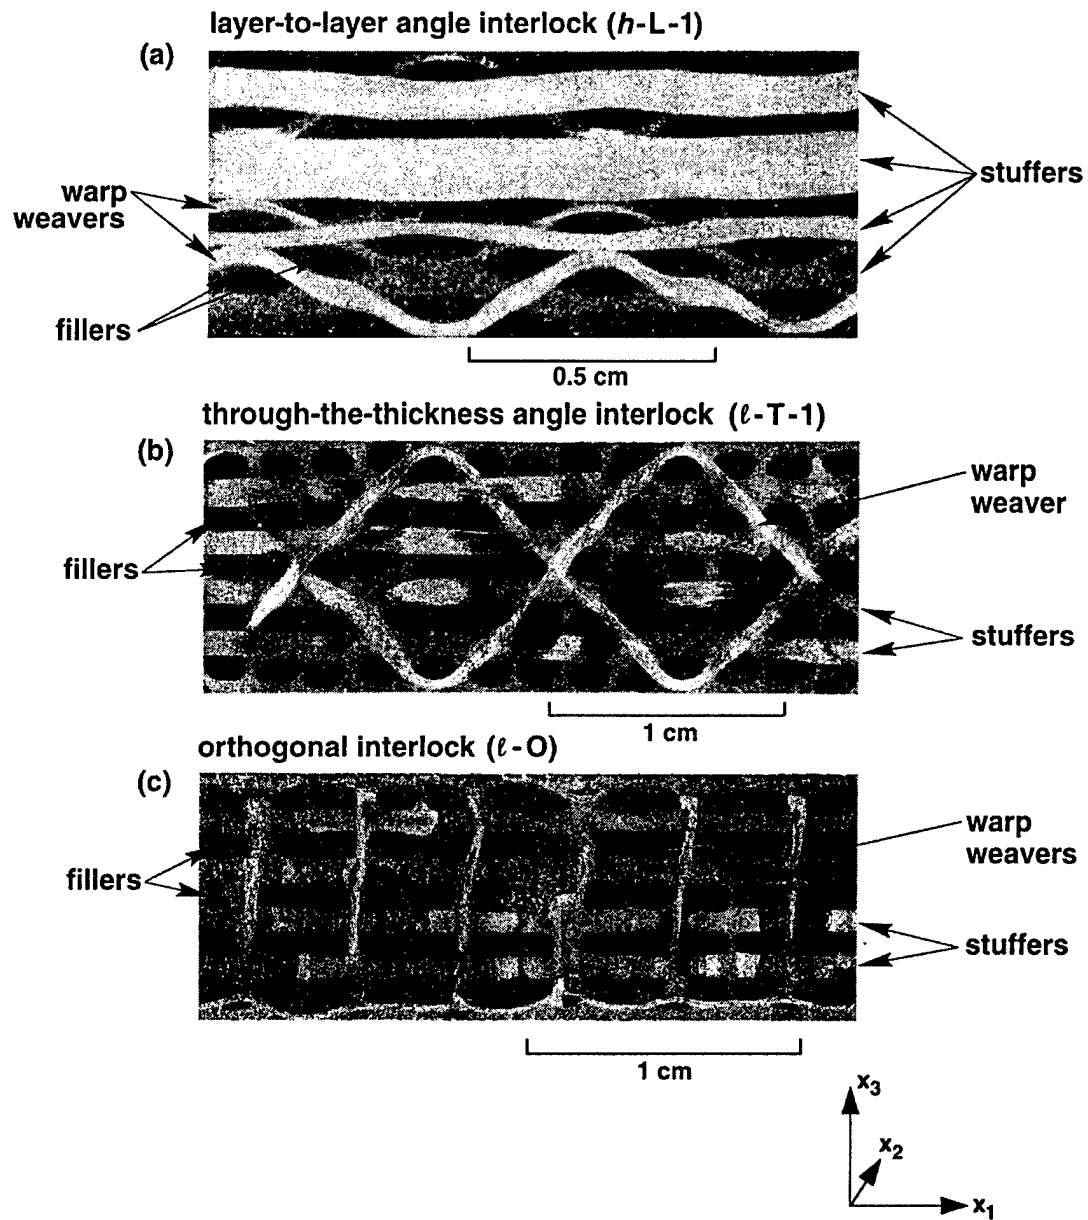 layer-to-layer angle interlock (h-L-1)
(a)
stuffers
warp
weavers
fillers
0.5 cm
through-the-thickness angle interlock (ℓ-T-1)
(b)
warp
weaver
fillers
stuffers
1 cm
orthogonal interlock (ℓ-O)
(c)
warp
weavers
fillers
stuffers
1 cm
x3
x2
x1